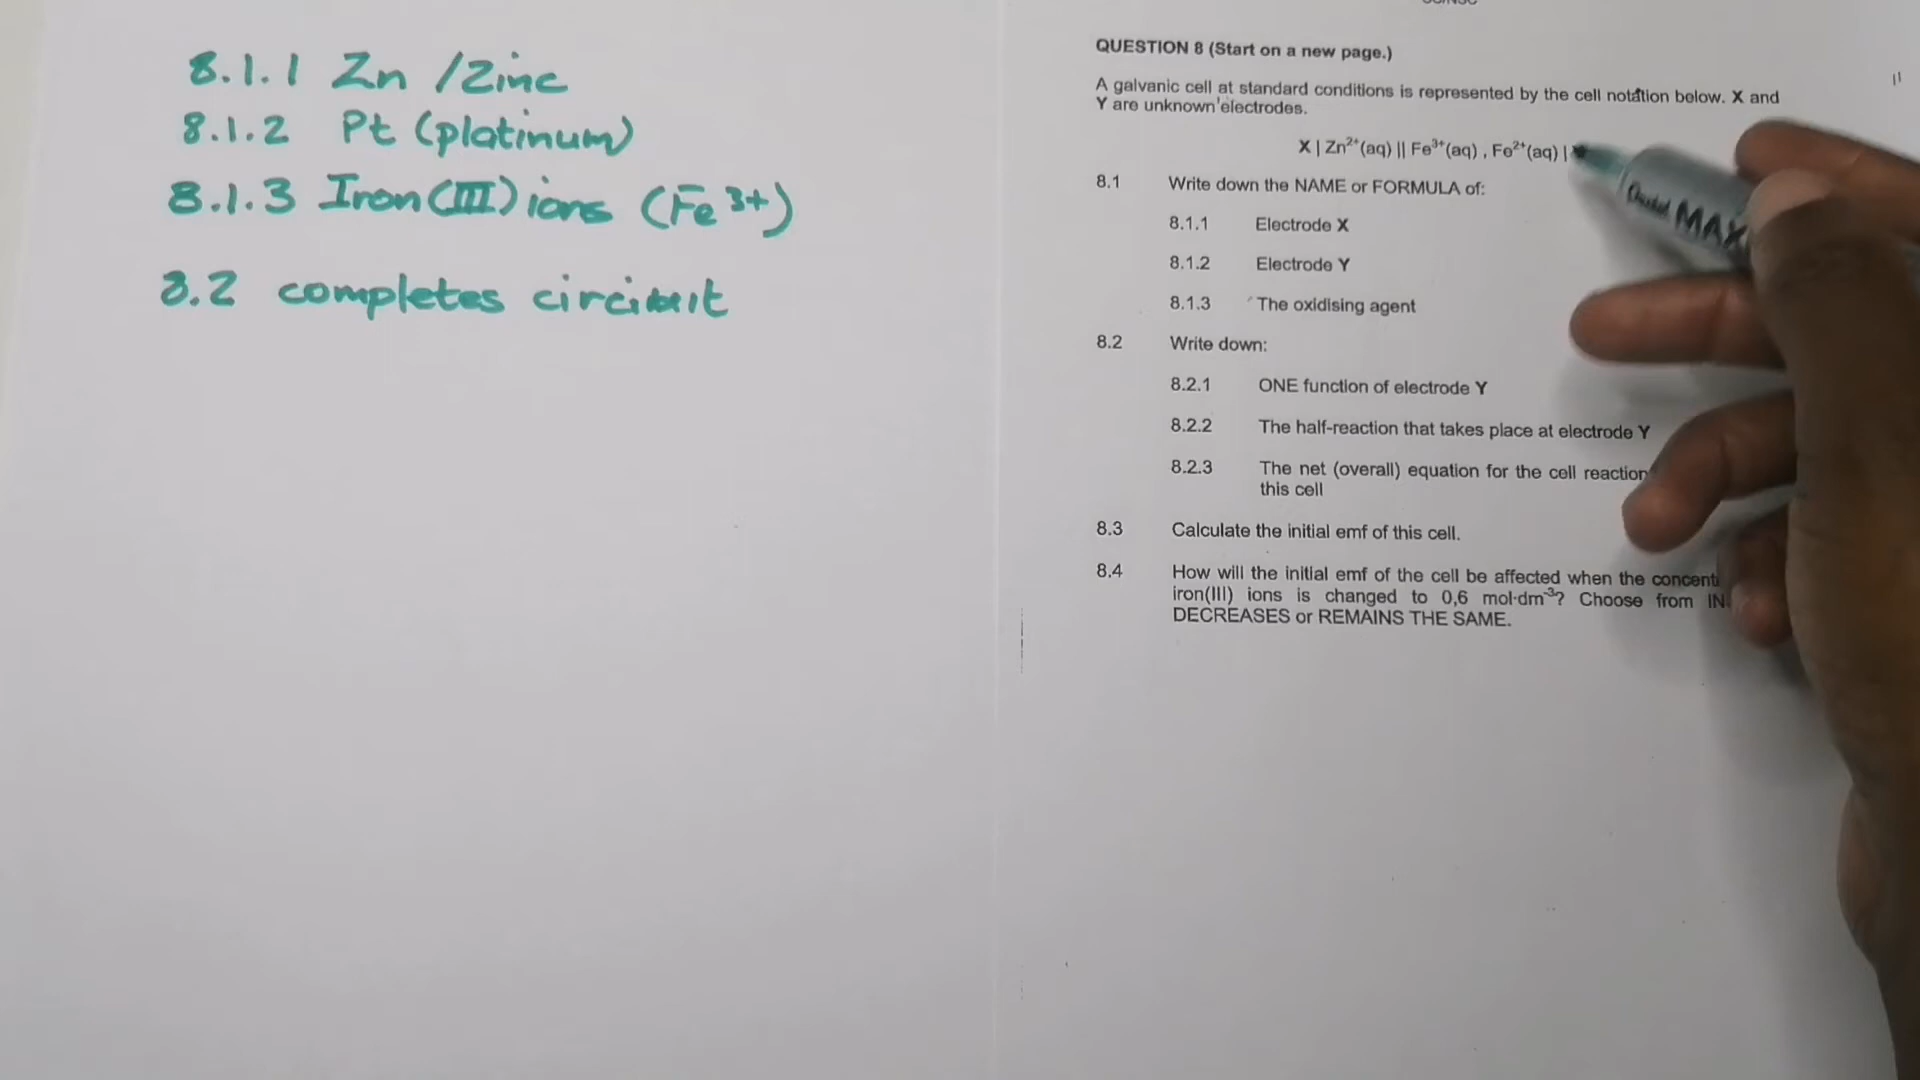 8.1.1 Zn /Zinc
8.1.2 Pt (platinum)
8.1.3 Iron(III) ions (Fe³⁺)
8.2 completes circuit
QUESTION 8 (Start on a new page.)
A galvanic cell at standard conditions is represented by the cell notation below. X and
Y are unknown electrodes.
X | Zn²⁺(aq) || Fe³⁺(aq) , Fe²⁺(aq) |
8.1 Write down the NAME or FORMULA of:
8.1.1 Electrode X
8.1.2 Electrode Y
8.1.3 The oxidising agent
8.2 Write down:
8.2.1 ONE function of electrode Y
8.2.2 The half-reaction that takes place at electrode Y
8.2.3 The net (overall) equation for the cell reaction
this cell
8.3 Calculate the initial emf of this cell.
8.4 How will the initial emf of the cell be affected when the
iron(III) ions is changed to 0,6 mol·dm⁻³? Choose from
DECREASES or REMAINS THE SAME.
MAX